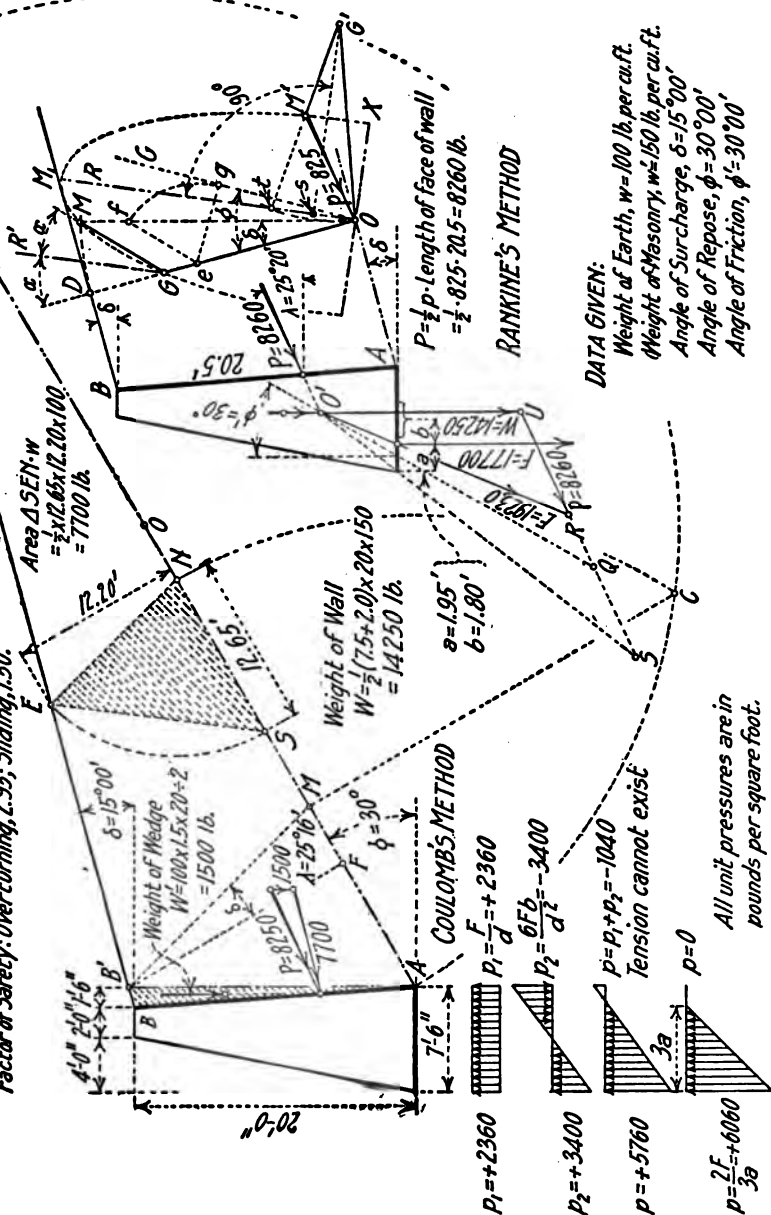 Factor of Safety: Overturning, 2.99; Sliding, 1.50.
Area Δ SEN·w
=½×12.65×12.20×100
=7700 lb.
12.20'
12.65'
E
N
O
S
M
F
δ=15°00'
Weight of Wedge
W=100×1.5×20÷2
=1500 lb.
4'-0" 2'-0" 1'-6"
B
B'
20'-0"
7'-6"
A
P=8250
1500
7700
λ=25°16'
ϕ=30°
COULOMB'S METHOD
Weight of Wall
W=½(7.5+2.0)×20×150
=14250 lb.
a=1.95'
b=1.80'
D
R'
M
M₁
α
α
δ
B
G
f
R
G
e
g
ϕ
δ
t
s
90°
M'
G'
p=825
O
X
20.5'
P=8260
λ=25°20'
δ
ϕ'=30°
O'
A
a
b
W=14250
F=17700
E=19230
P=8260
U
R
Q
S
C
P=½p·length of face of wall
=½·825·20.5=8260 lb.
RANKINE'S METHOD
DATA GIVEN:
Weight of Earth, w=100 lb. per cu. ft.
Weight of Masonry, w'=150 lb. per cu. ft.
Angle of Surcharge, δ=15°00'
Angle of Repose, ϕ=30°00'
Angle of Friction, ϕ'=30°00'
p₁=+2360
p₁=F/d=+2360
p₂=+3400
p₂=6Fb/d²=-3400
p=+5760
p=p₁+p₂=-1040
Tension cannot exist
p=2F/3a=+6060
3a
p=0
All unit pressures are in
pounds per square foot.